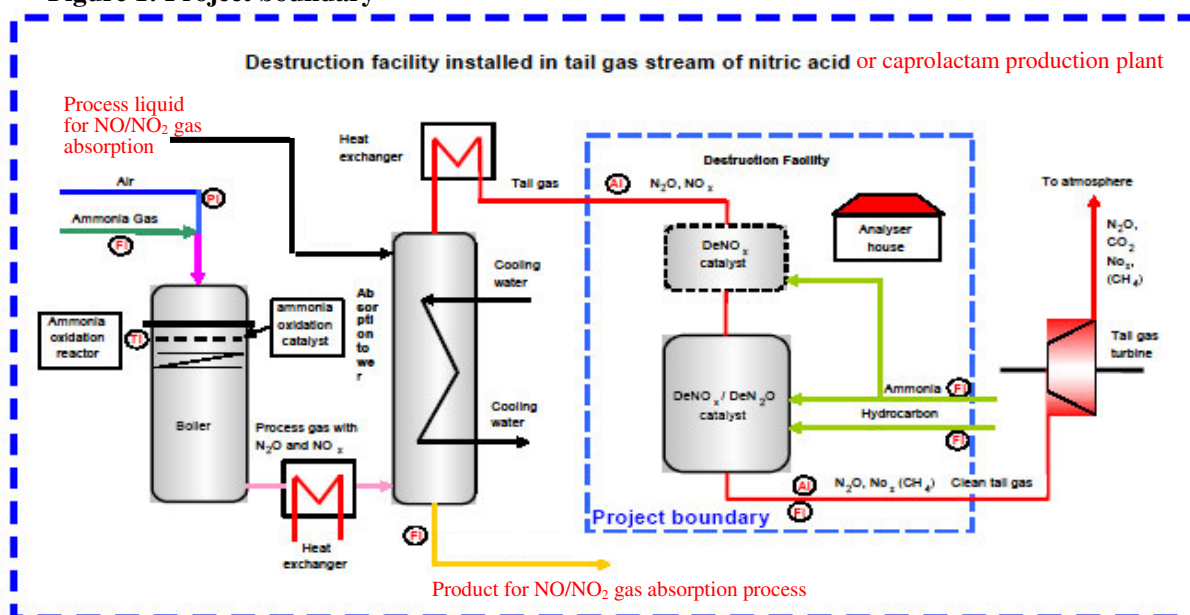 Figure 1: Project boundary
Destruction facility installed in tail gas stream of nitric acid or caprolactam production plant
Process liquid
for NO/NO₂ gas
absorption
Air
PI
Ammonia Gas
FI
Ammonia
oxidation
reactor
TI
ammonia
oxidation
catalyst
Boiler
Ab
sor
pti
on
to
we
r
Process gas with
N₂O and NO ₓ
Heat
exchanger
Heat
exchanger
Cooling
water
Cooling
water
FI
Product for NO/NO₂ gas absorption process
Tail gas
AI
N₂O, NOₓ
Destruction Facility
Analyser
house
DeNOₓ
catalyst
DeNOₓ / DeN₂O
catalyst
Ammonia
FI
Hydrocarbon
FI
AI
FI
N₂O, Noₓ (CH₄)
Clean tail gas
Project boundary
To atmosphere
N₂O,
CO₂
Noₓ,
(CH₄)
Tail gas
turbine